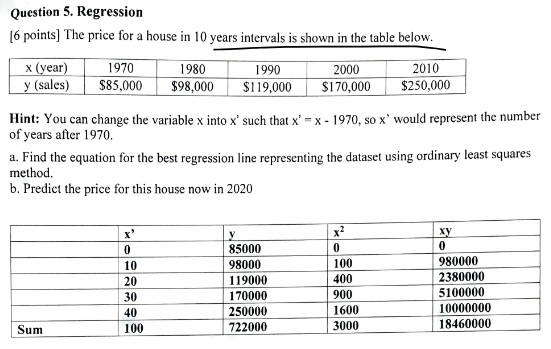 Question 5. Regression
[6 points] The price for a house in 10 years intervals is shown in the table below.
x (year) 1970 1980 1990 2000 2010
y (sales) $85,000 $98,000 $119,000 $170,000 $250,000
Hint: You can change the variable x into x' such that x' = x - 1970, so x' would represent the number
of years after 1970.
a. Find the equation for the best regression line representing the dataset using ordinary least squares
method.
b. Predict the price for this house now in 2020
x' y x² xy
0 85000 0 0
10 98000 100 980000
20 119000 400 2380000
30 170000 900 5100000
40 250000 1600 10000000
Sum 100 722000 3000 18460000